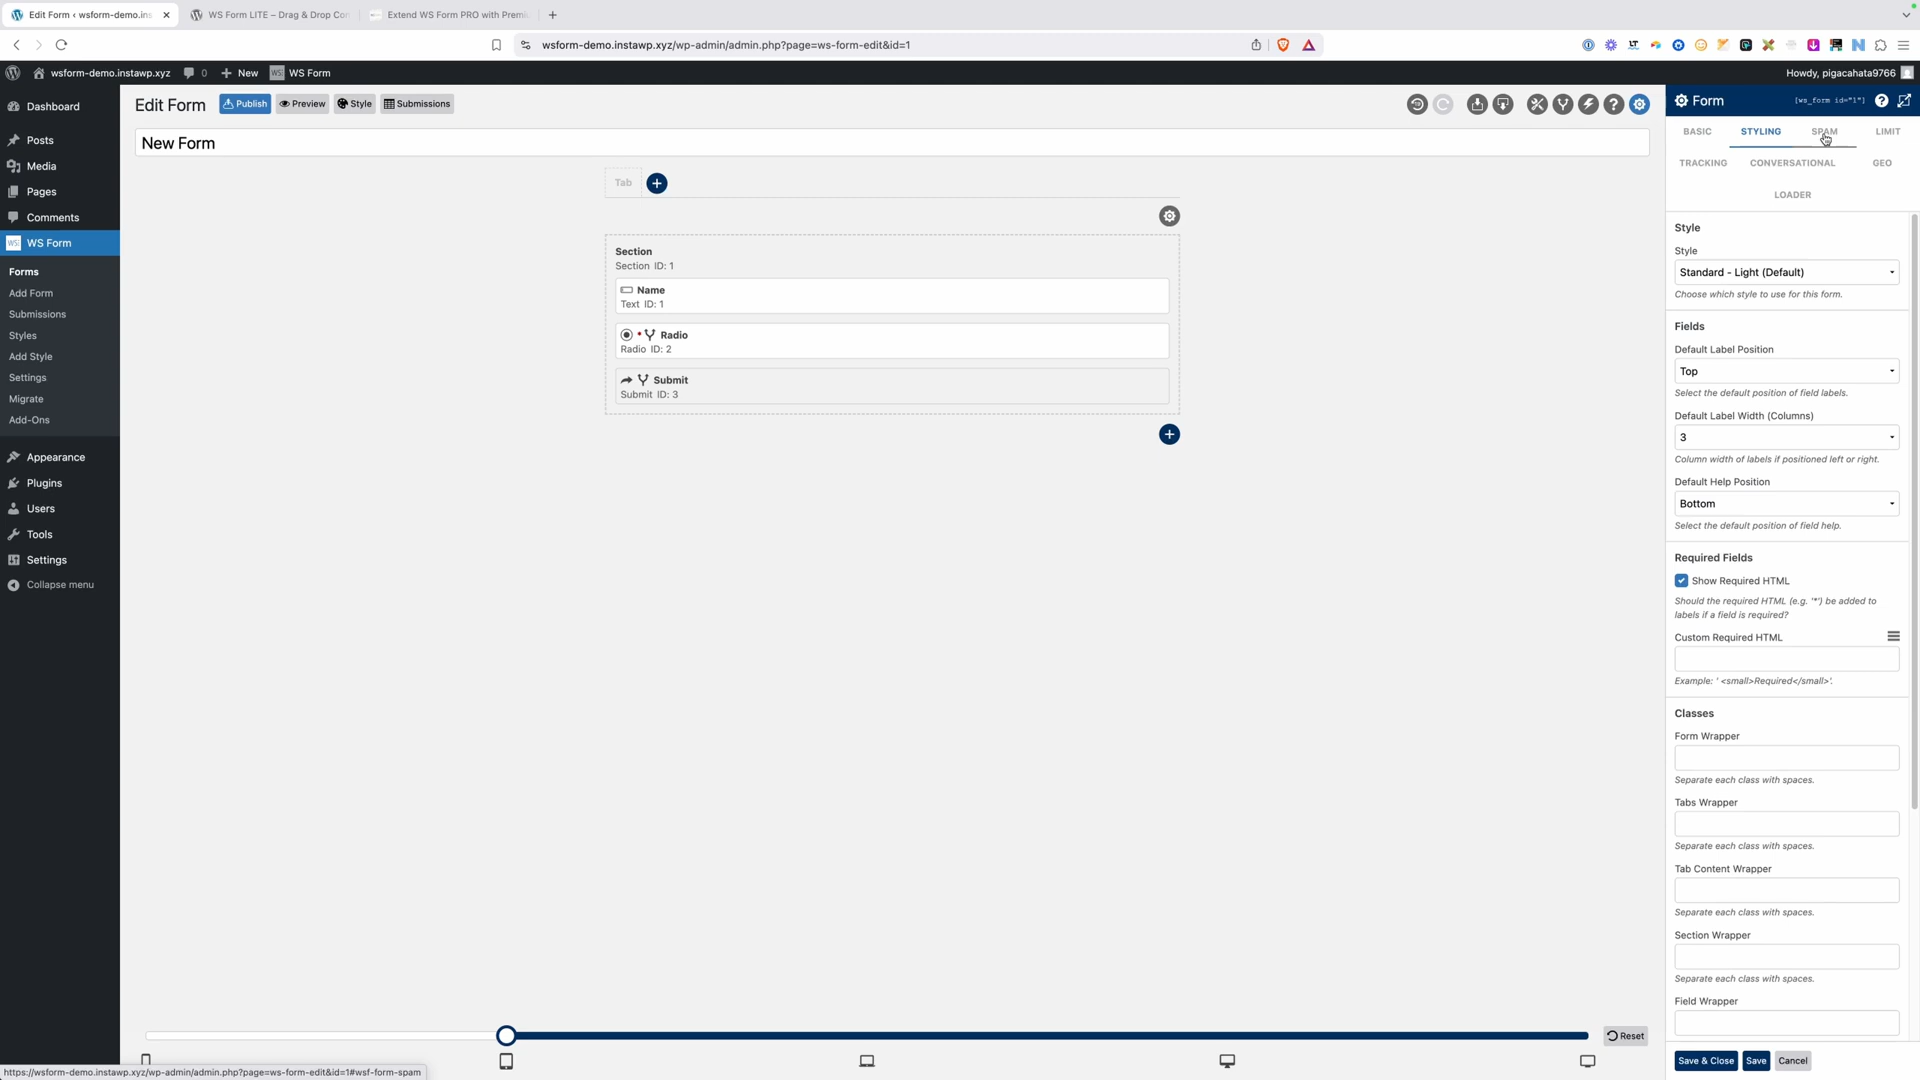 Edit Form ‹ wsform-demo.ins
WS Form LITE – Drag & Drop Con
Extend WS Form PRO with Premi
wsform-demo.instawp.xyz/wp-admin/admin.php?page=ws-form-edit&id=1
wsform-demo.instawp.xyz
0
New
WS Form
Howdy, pigacahata9766
Dashboard
Posts
Media
Pages
Comments
WS Form
Forms
Add Form
Submissions
Styles
Add Style
Settings
Migrate
Add-Ons
Appearance
Plugins
Users
Tools
Settings
Collapse menu
Edit Form
Publish
Preview
Style
Submissions
New Form
Tab
Section
Section ID: 1
Name
Text ID: 1
Radio
Radio ID: 2
Submit
Submit ID: 3
Reset
Form
[ws_form id="1"]
BASIC
STYLING
SPAM
LIMIT
TRACKING
CONVERSATIONAL
GEO
LOADER
Style
Style
Standard - Light (Default)
Choose which style to use for this form.
Fields
Default Label Position
Top
Select the default position of field labels.
Default Label Width (Columns)
3
Column width of labels if positioned left or right.
Default Help Position
Bottom
Select the default position of field help.
Required Fields
Show Required HTML
Should the required HTML (e.g. '*') be added to
labels if a field is required?
Custom Required HTML
Example: ' <small>Required</small>'.
Classes
Form Wrapper
Separate each class with spaces.
Tabs Wrapper
Separate each class with spaces.
Tab Content Wrapper
Separate each class with spaces.
Section Wrapper
Separate each class with spaces.
Field Wrapper
Save & Close
Save
Cancel
https://wsform-demo.instawp.xyz/wp-admin/admin.php?page=ws-form-edit&id=1#wsf-form-spam